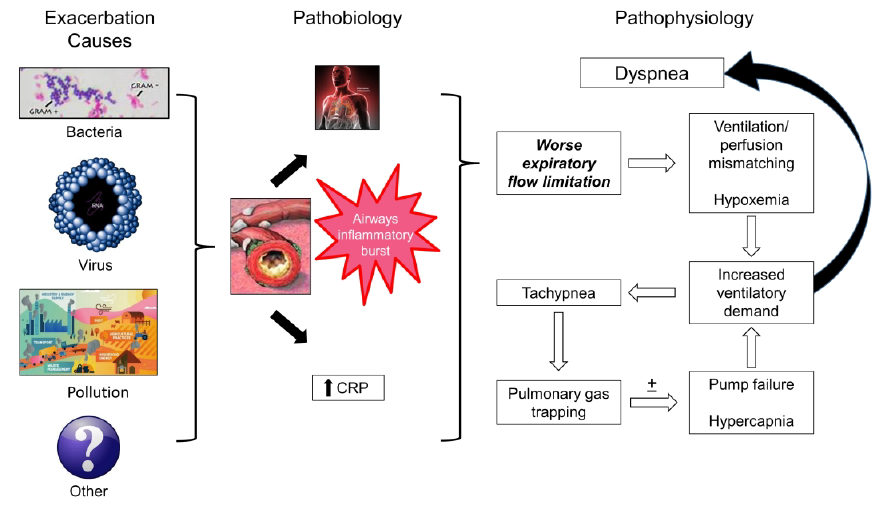 Exacerbation
Causes
Pathobiology
Pathophysiology
GRAM +
GRAM -
Bacteria
RNA
Virus
TRANSPORT
Pollution
?
Other
Airways
inflammatory
burst
CRP
Dyspnea
Worse
expiratory
flow limitation
Ventilation/
perfusion
mismatching
Hypoxemia
Increased
ventilatory
demand
Tachypnea
Pulmonary gas
trapping
±
Pump failure
Hypercapnia